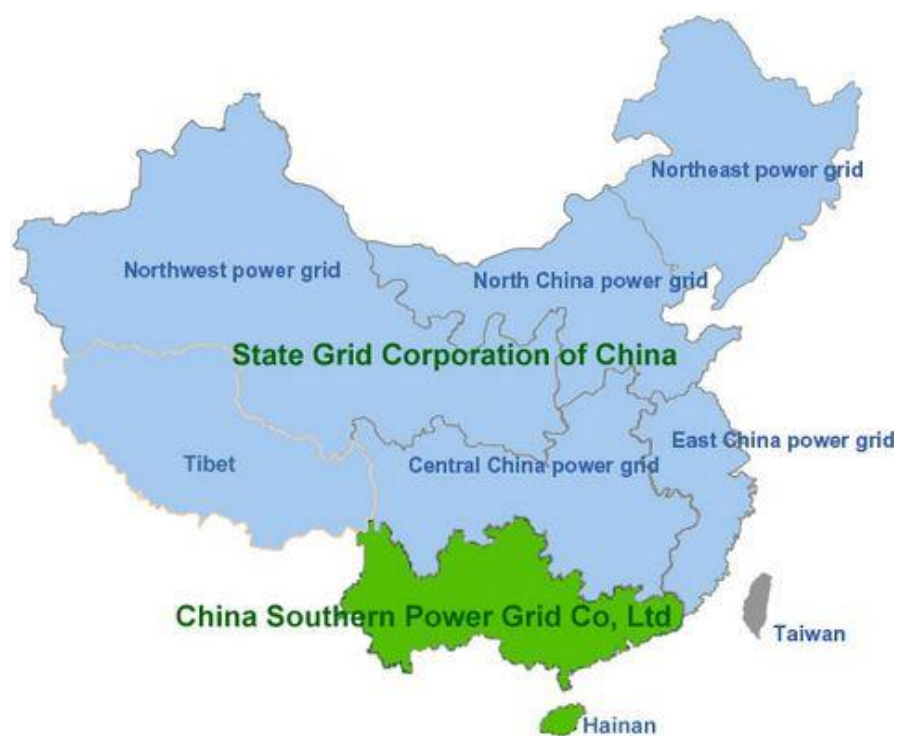 Northeast power grid
Northwest power grid
North China power grid
State Grid Corporation of China
East China power grid
Tibet
Central China power grid
China Southern Power Grid Co, Ltd
Taiwan
Hainan